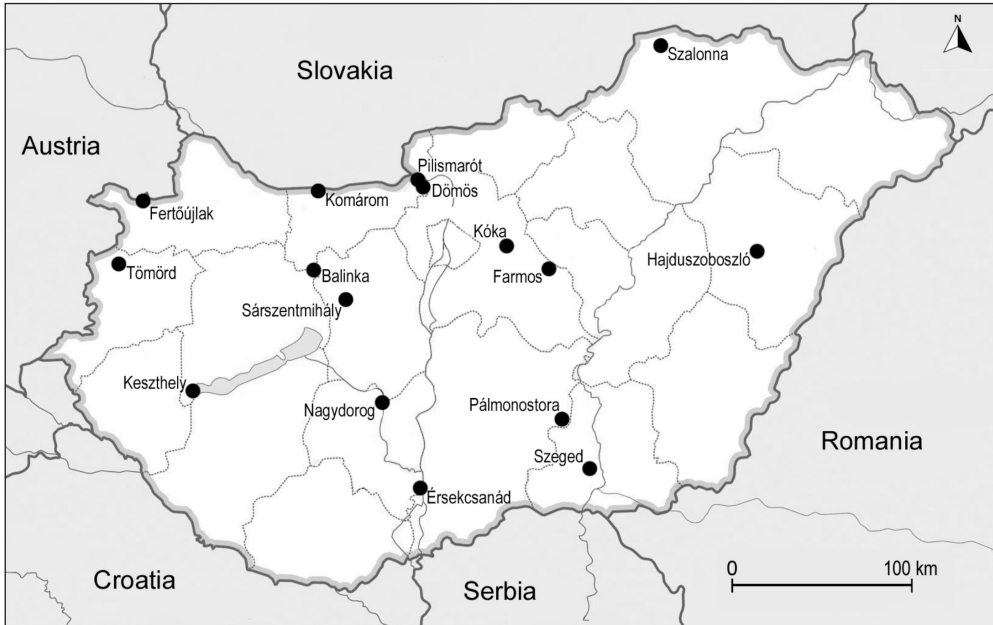 N
Slovakia
Szalonna
Austria
Pilismarót
Dömös
Komárom
Fertőújlak
Kóka
Hajduszoboszló
Tömörd
Balinka
Farmos
Sárszentmihály
Keszthely
Nagydorog
Pálmonostora
Romania
Szeged
Érsekcsanád
Croatia
Serbia
0
100 km